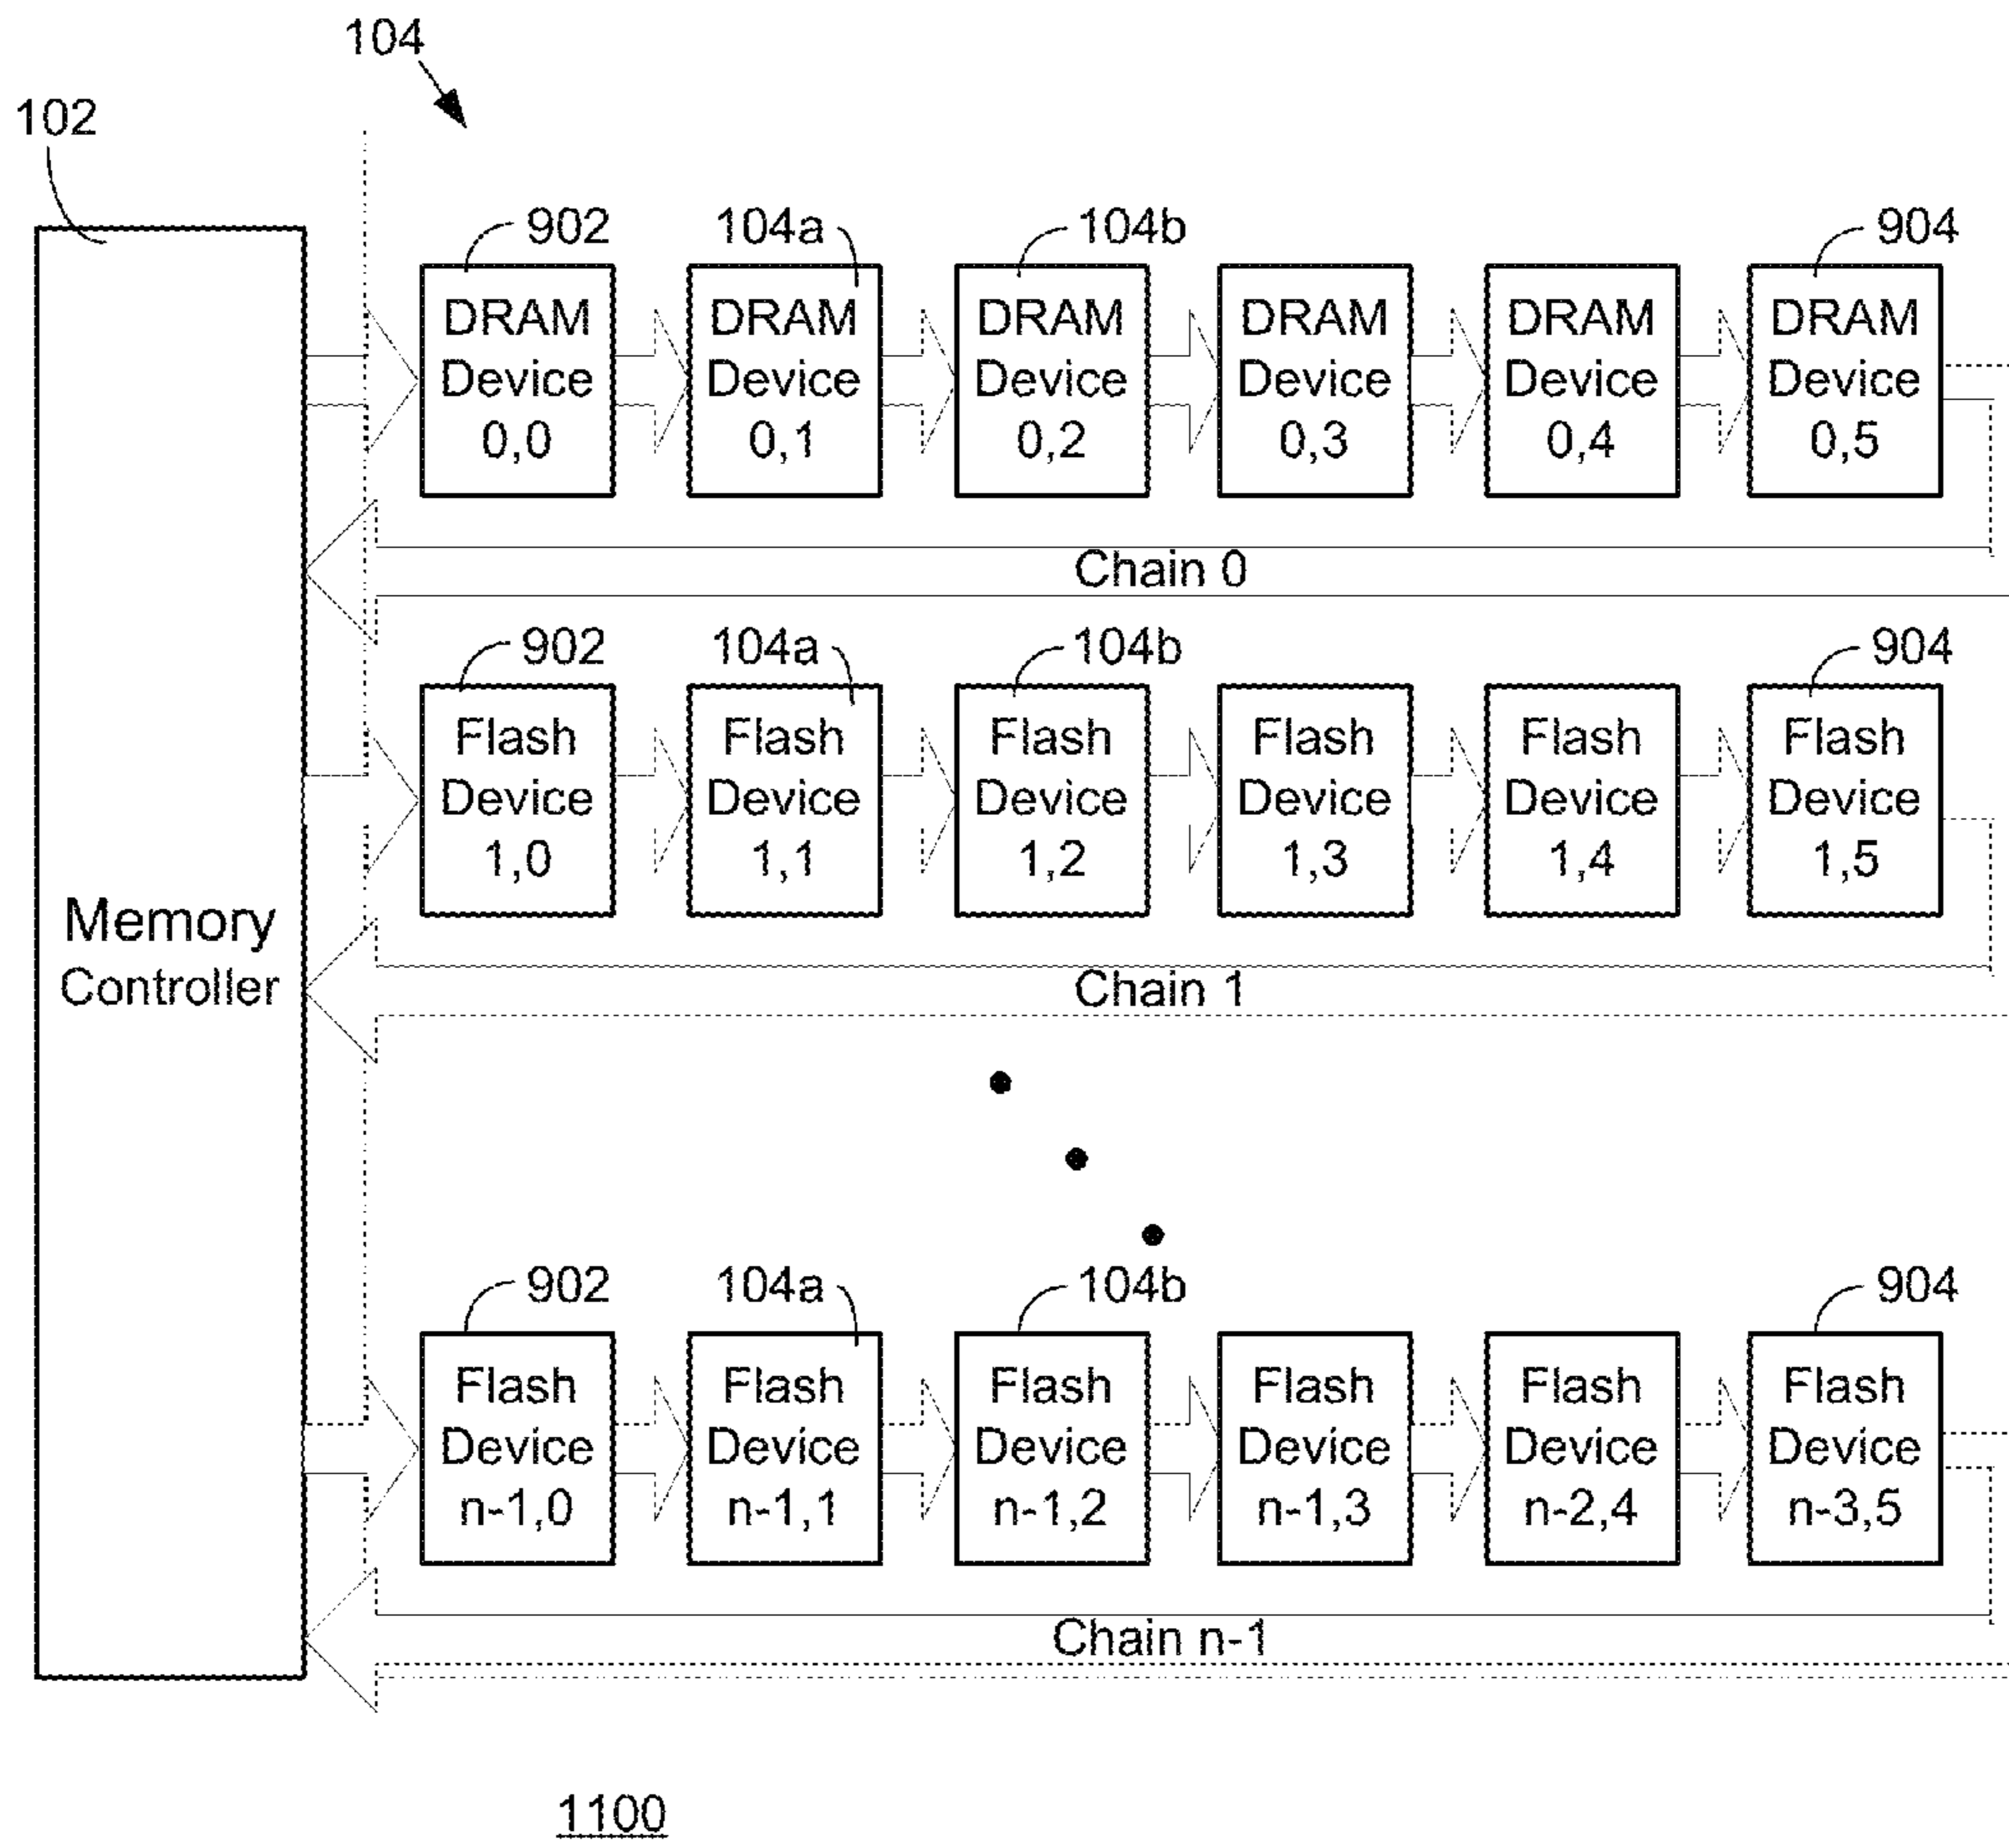 104
102
902
104a
104b
904
DRAM
Device
0,0
DRAM
Device
0,1
DRAM
Device
0,2
DRAM
Device
0,3
DRAM
Device
0,4
DRAM
Device
0,5
Chain 0
902
104a
104b
904
Flash
Device
1,0
Flash
Device
1,1
Flash
Device
1,2
Flash
Device
1,3
Flash
Device
1,4
Flash
Device
1,5
Memory
Controller
Chain 1
902
104a
104b
904
Flash
Device
n-1,0
Flash
Device
n-1,1
Flash
Device
n-1,2
Flash
Device
n-1,3
Flash
Device
n-2,4
Flash
Device
n-3,5
Chain n-1
1100